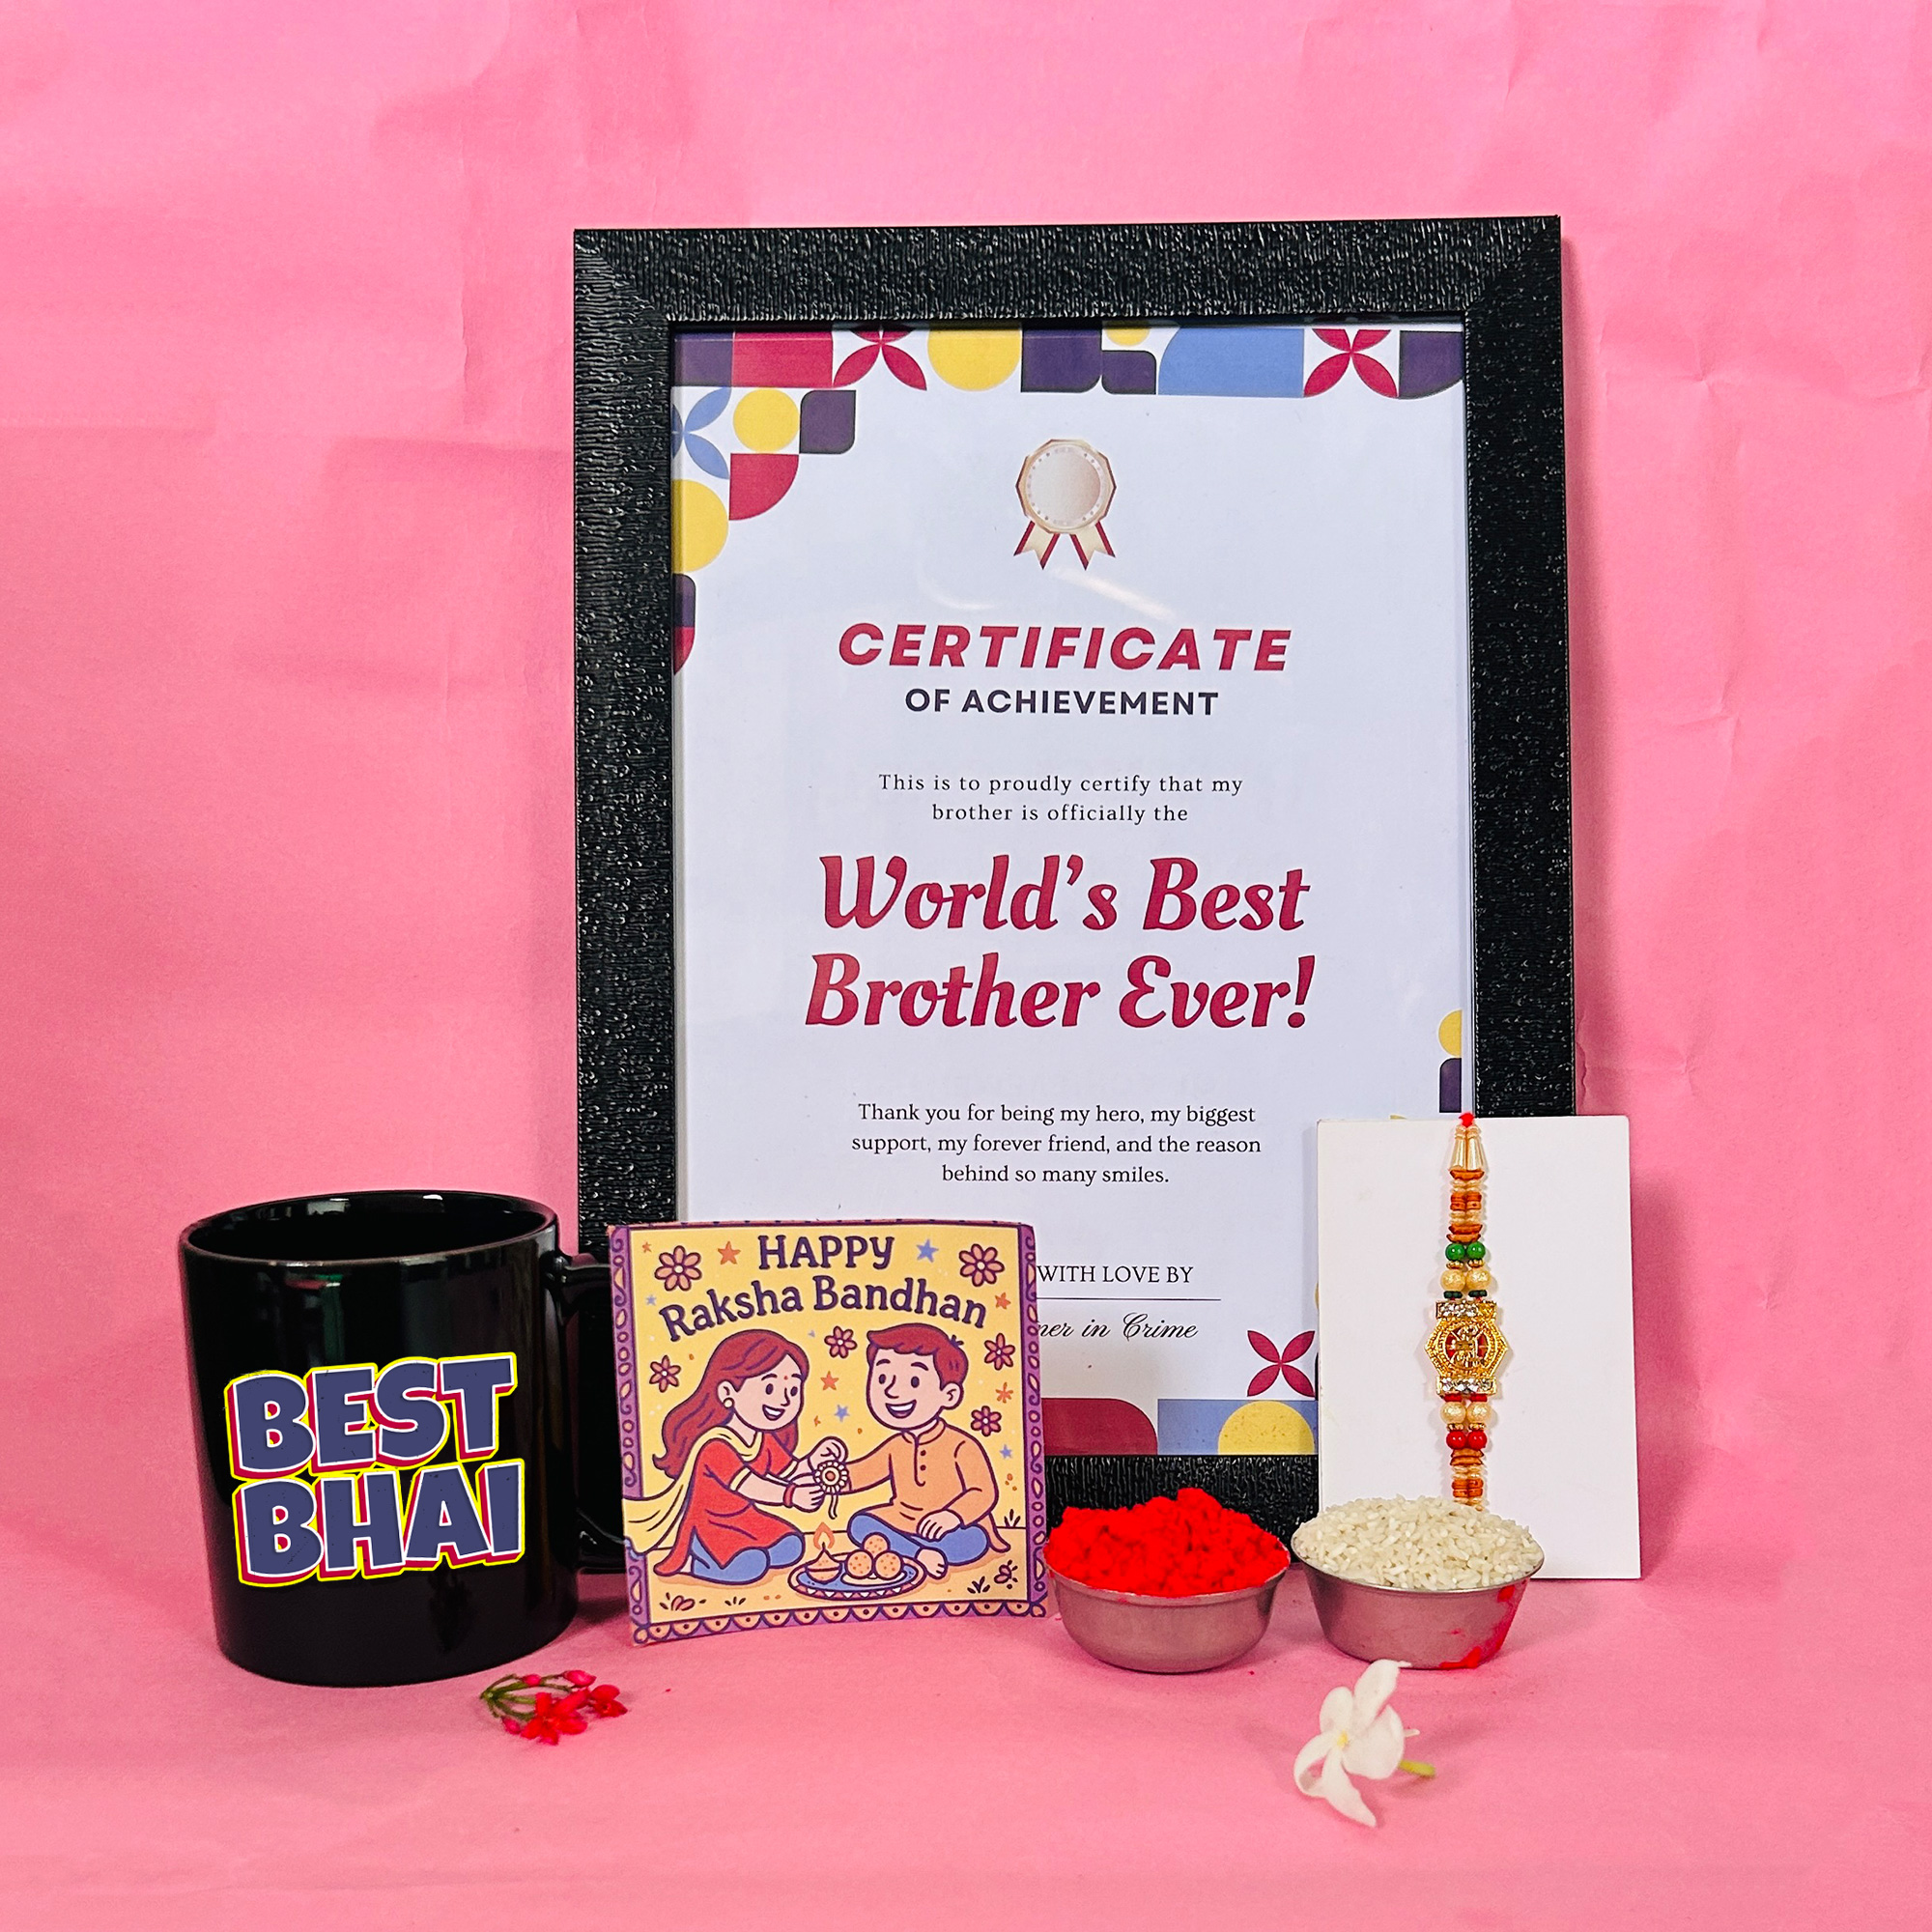 CERTIFICATE
OF ACHIEVEMENT
This is to proudly certify that my
brother is officially the
World's Best
Brother Ever!
Thank you for being my hero, my biggest
support, my forever friend, and the reason
behind so many smiles.
WITH LOVE BY
in Crime
BEST
BHAI
HAPPY
Raksha Bandhan